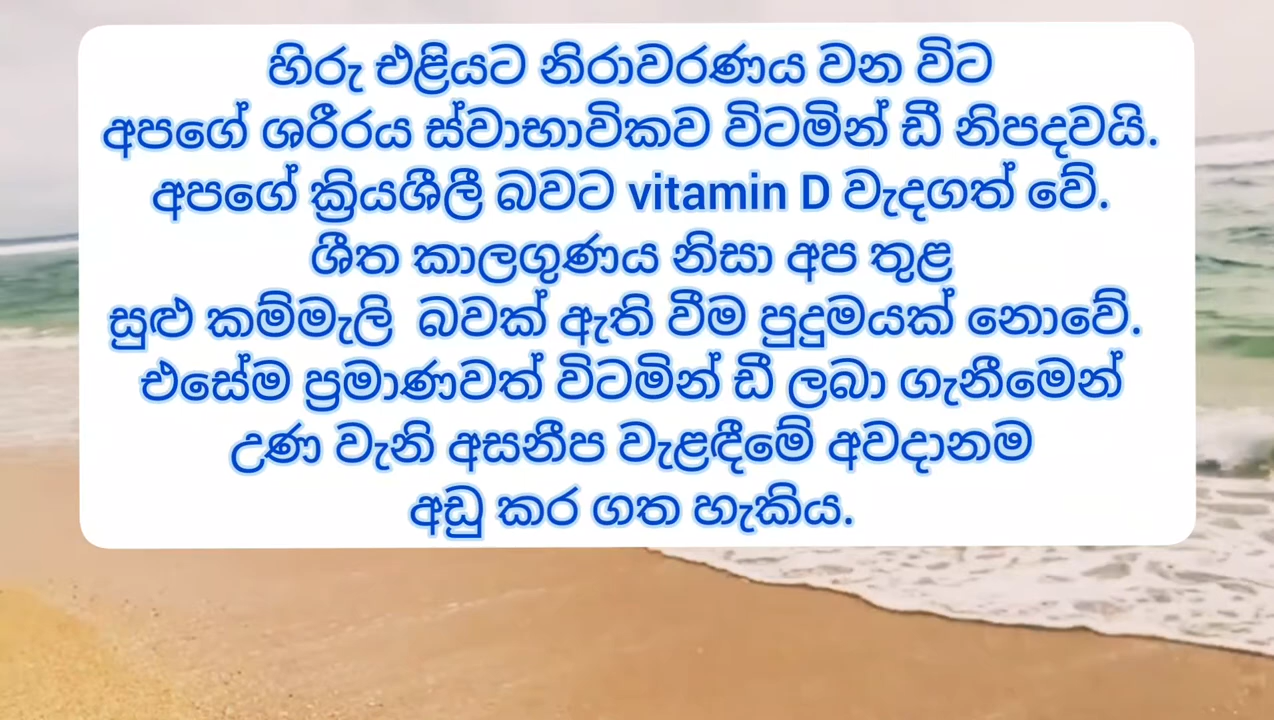 හිරු එළියට නිරාවරණය වන විට
අපගේ ශරීරය ස්වාභාවිකව විටමින් ඩී නිපදවයි.
අපගේ ක්‍රියශීලී බවට vitamin D වැදගත් වේ.
ශීත කාලගුණය නිසා අප තුළ
සුළු කම්මැලි බවක් ඇති වීම පුදුමයක් නොවේ.
එසේම ප්‍රමාණවත් විටමින් ඩී ලබා ගැනීමෙන්
උණ වැනි අසනීප වැළඳීමේ අවදානම
අඩු කර ගත හැකිය.